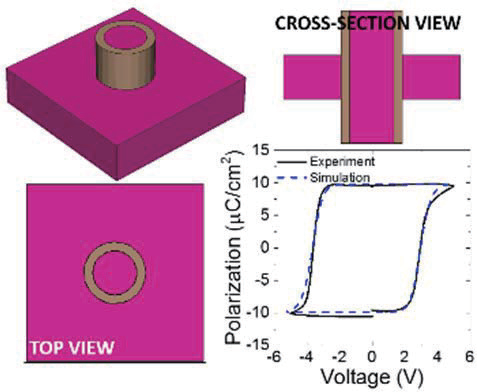 CROSS-SECTION VIEW
TOP VIEW
Experiment
Simulation
Polarization (μC/cm²)
15
10
5
0
-5
-10
-15
-6 -4 -2 0 2 4 6
Voltage (V)